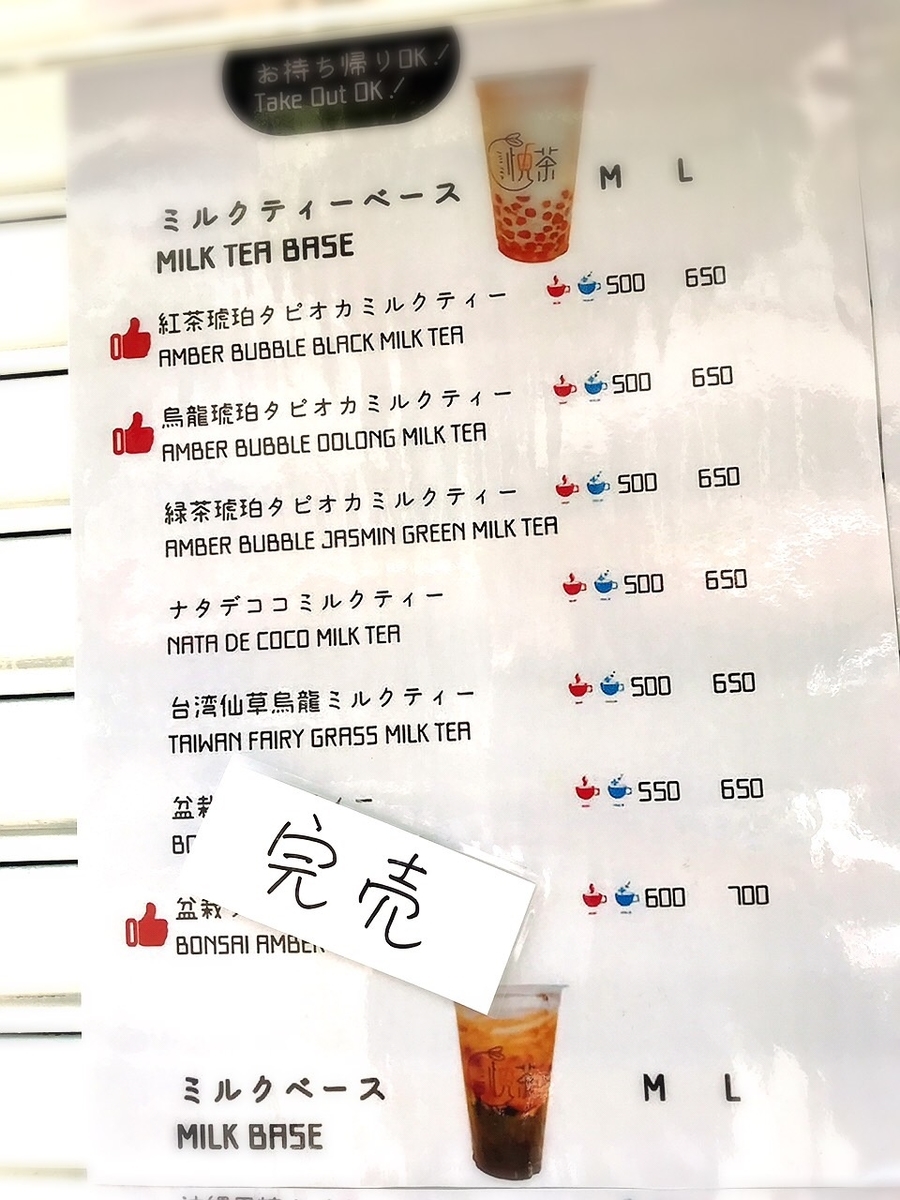 お持ち帰りOK!
Take Out OK!
悦茶
M L
ミルクティーベース
MILK TEA BASE
紅茶琥珀タピオカミルクティー 500 650
AMBER BUBBLE BLACK MILK TEA
烏龍琥珀タピオカミルクティー 500 650
AMBER BUBBLE OOLONG MILK TEA
緑茶琥珀タピオカミルクティー 500 650
AMBER BUBBLE JASMIN GREEN MILK TEA
ナタデココミルクティー 500 650
NATA DE COCO MILK TEA
台湾仙草烏龍ミルクティー 500 650
TAIWAN FAIRY GRASS MILK TEA
盆栽 ィー 550 650
BO
完売
盆栽 600 700
BONSAI AMBER
ミルクベース M L
MILK BASE
悦茶